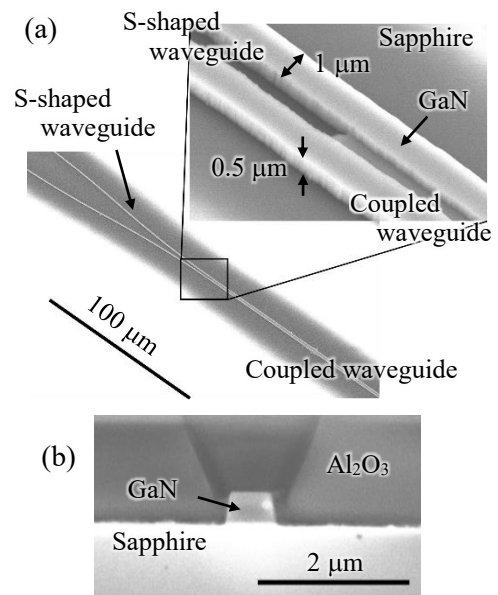 (a)
S-shaped
waveguide
Sapphire
1 μm
GaN
S-shaped
waveguide
0.5 μm
Coupled
waveguide
100 μm
Coupled waveguide
(b)
Al₂O₃
GaN
Sapphire
2 μm